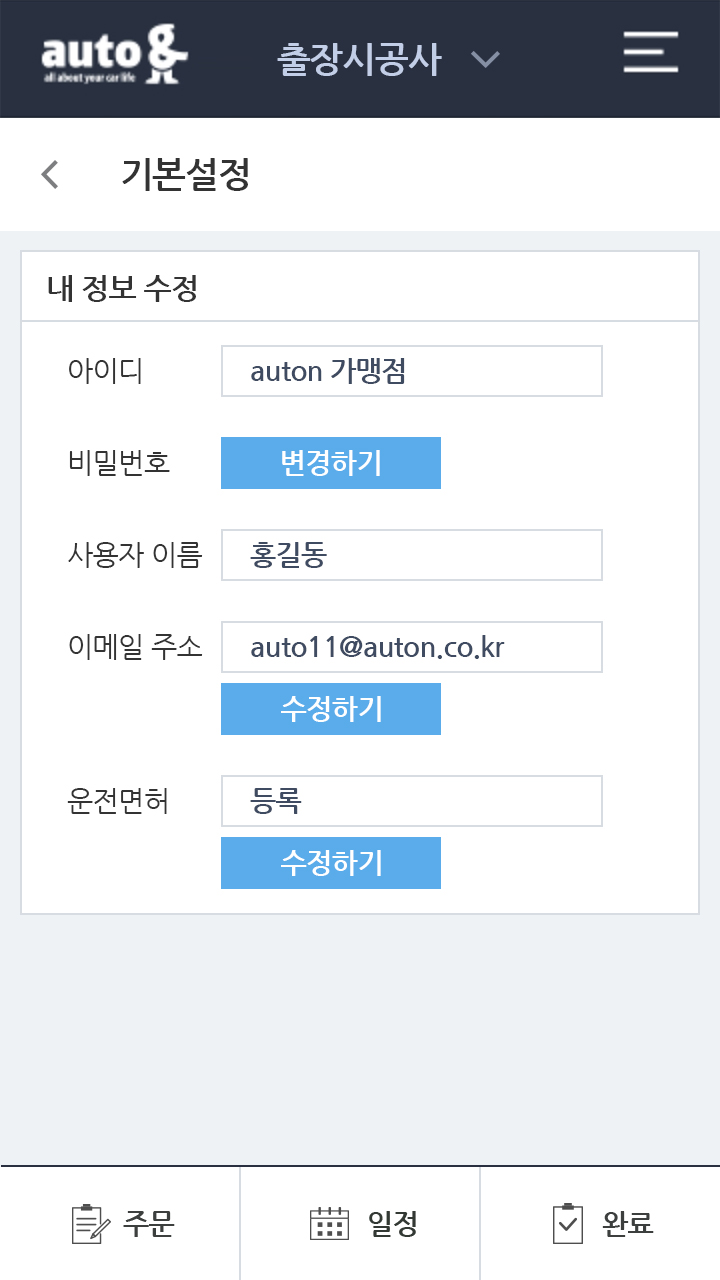 auto&
all about your car life
출장시공사
기본설정
내 정보 수정
아이디
auton 가맹점
비밀번호
변경하기
사용자 이름
홍길동
이메일 주소
auto11@auton.co.kr
수정하기
운전면허
등록
수정하기
주문
일정
완료